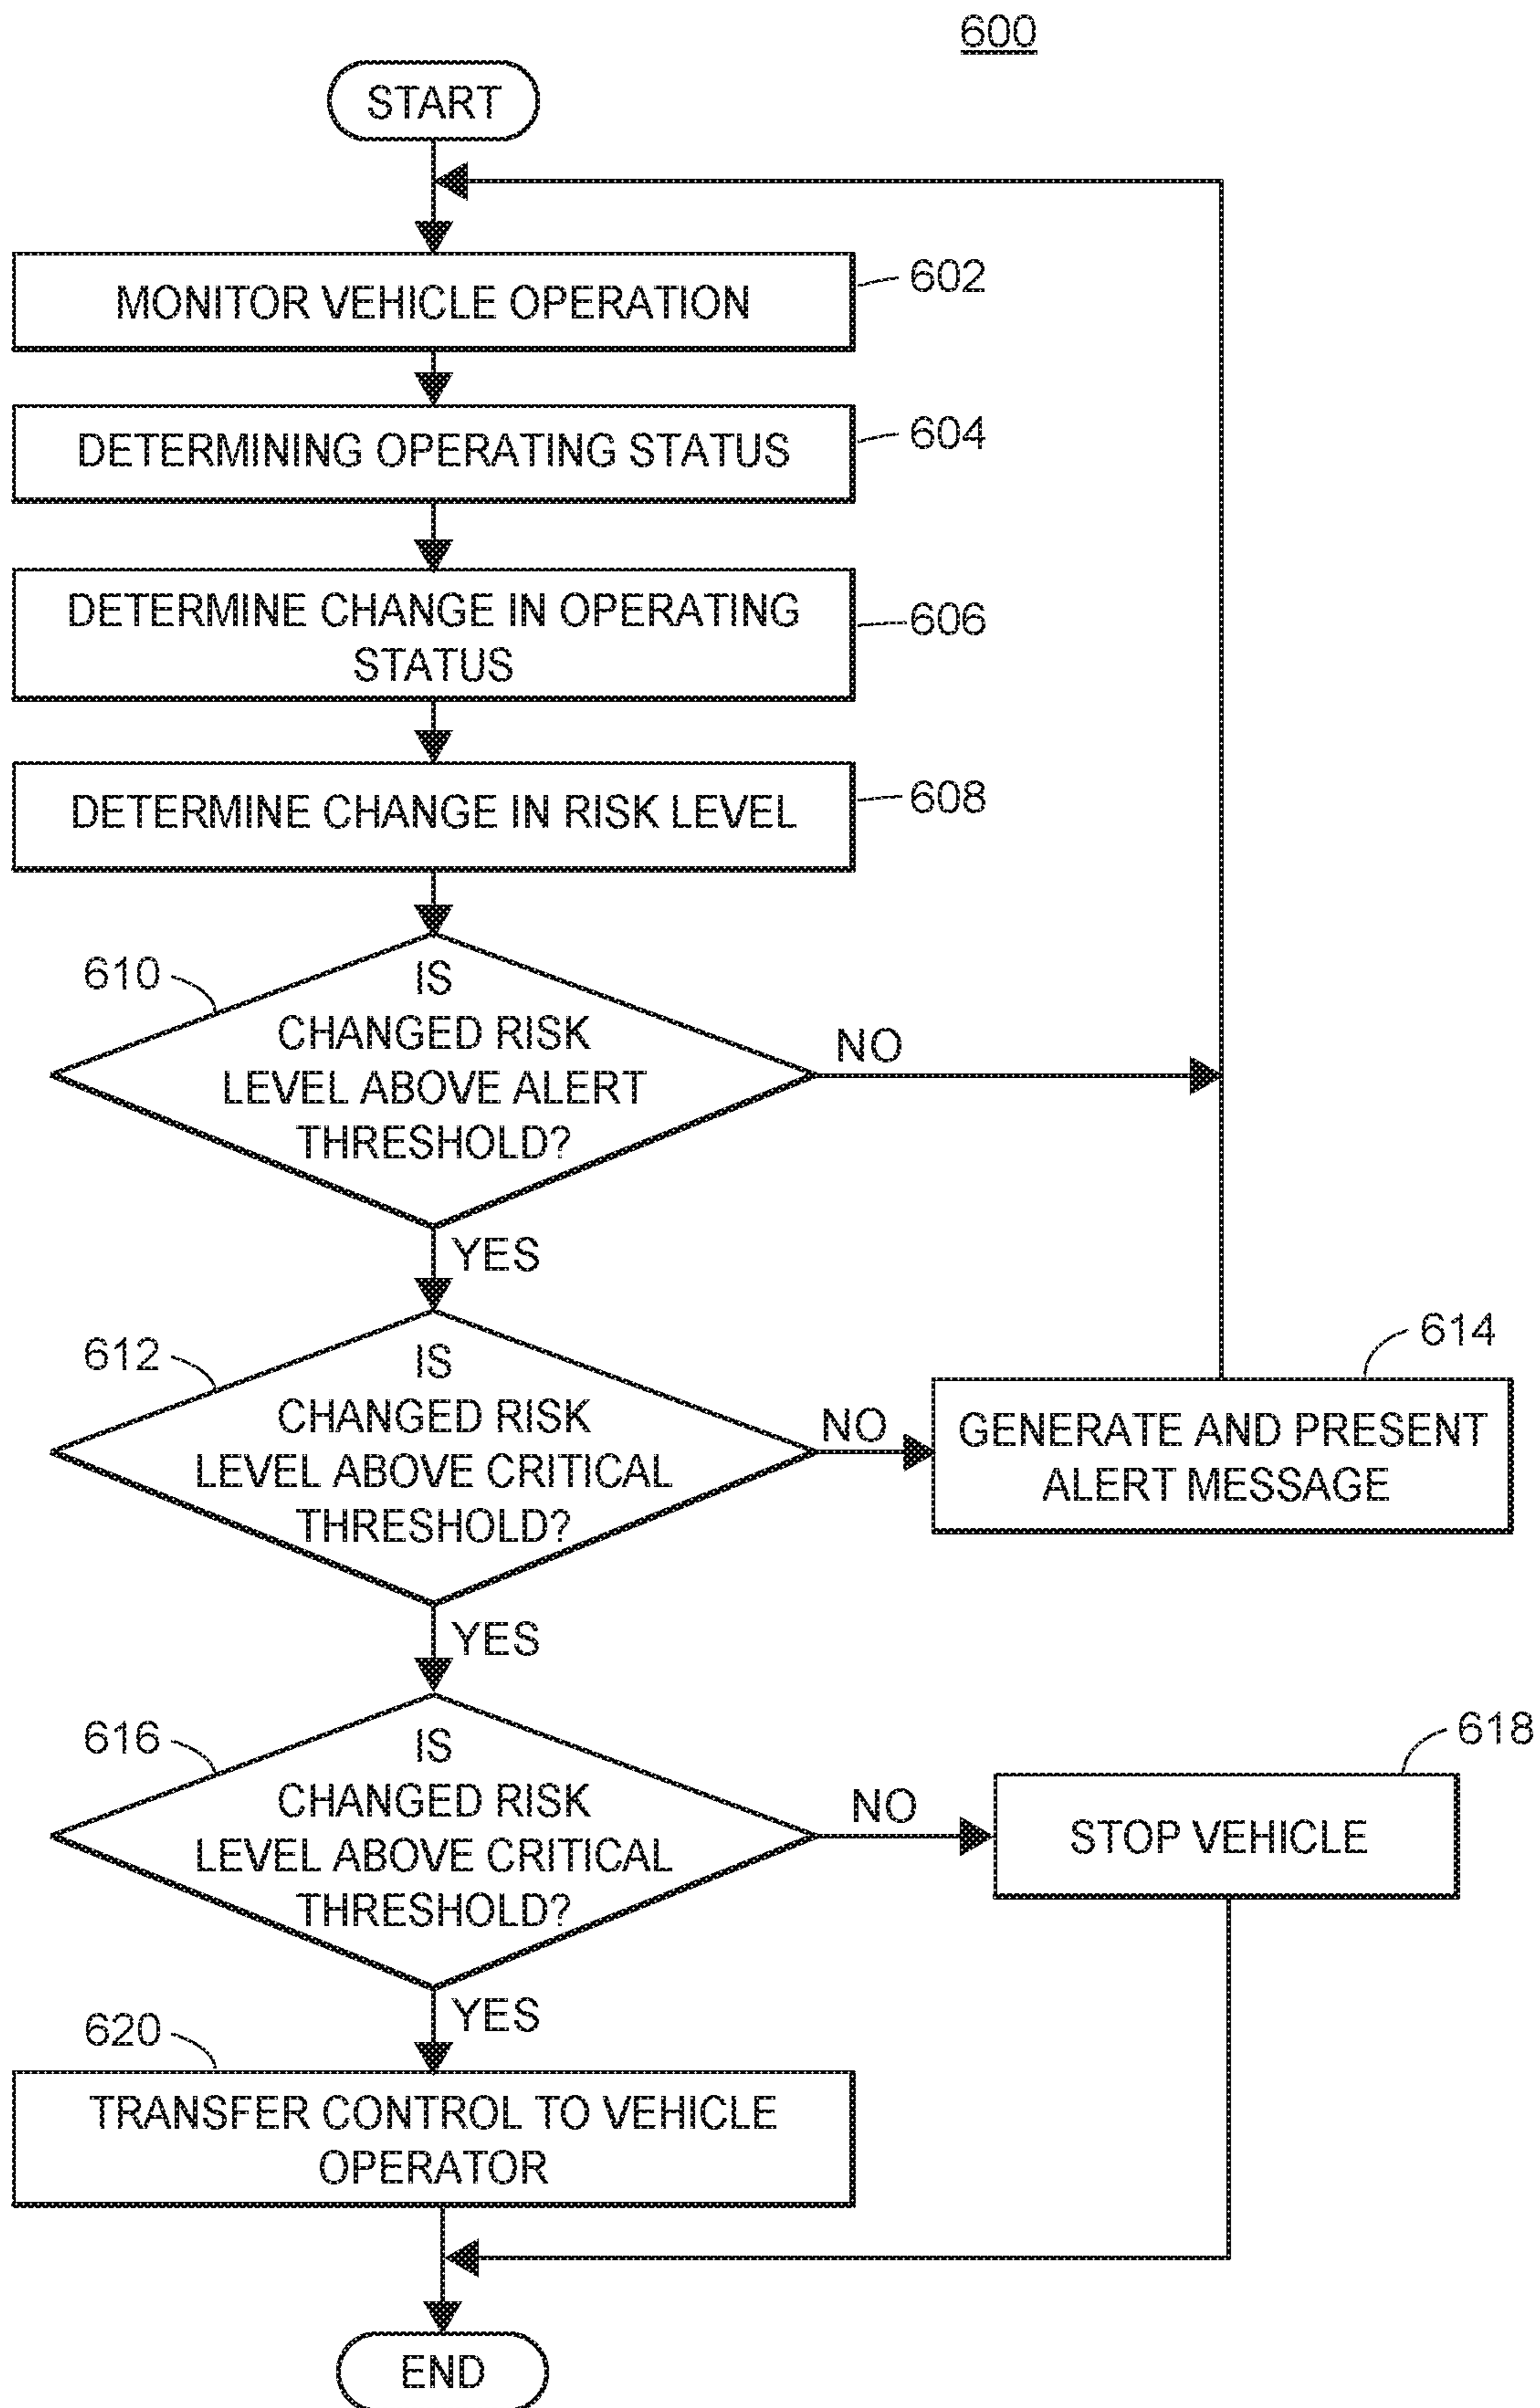 600
START
MONITOR VEHICLE OPERATION
602
DETERMINING OPERATING STATUS
604
DETERMINE CHANGE IN OPERATING
STATUS
606
DETERMINE CHANGE IN RISK LEVEL
608
610
IS
CHANGED RISK
LEVEL ABOVE ALERT
THRESHOLD?
NO
YES
612
IS
CHANGED RISK
LEVEL ABOVE CRITICAL
THRESHOLD?
NO
614
GENERATE AND PRESENT
ALERT MESSAGE
YES
616
IS
CHANGED RISK
LEVEL ABOVE CRITICAL
THRESHOLD?
NO
618
STOP VEHICLE
YES
620
TRANSFER CONTROL TO VEHICLE
OPERATOR
END